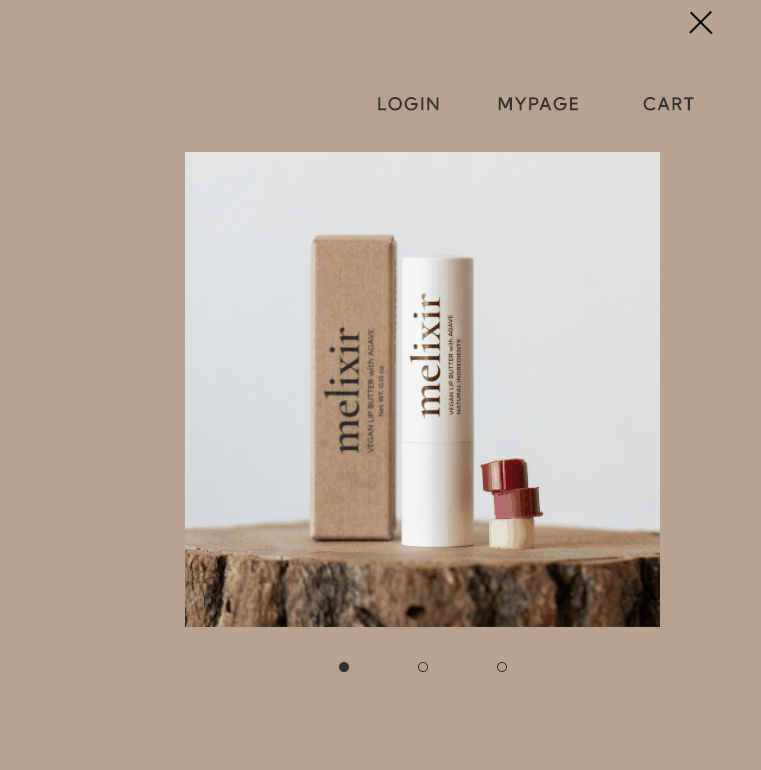 LOGIN MYPAGE CART
melixir
VEGAN LIP BUTTER with AGAVE
Net WT. 0.13 oz.
melixir
VEGAN LIP BUTTER with AGAVE
NATURAL INGREDIENTS